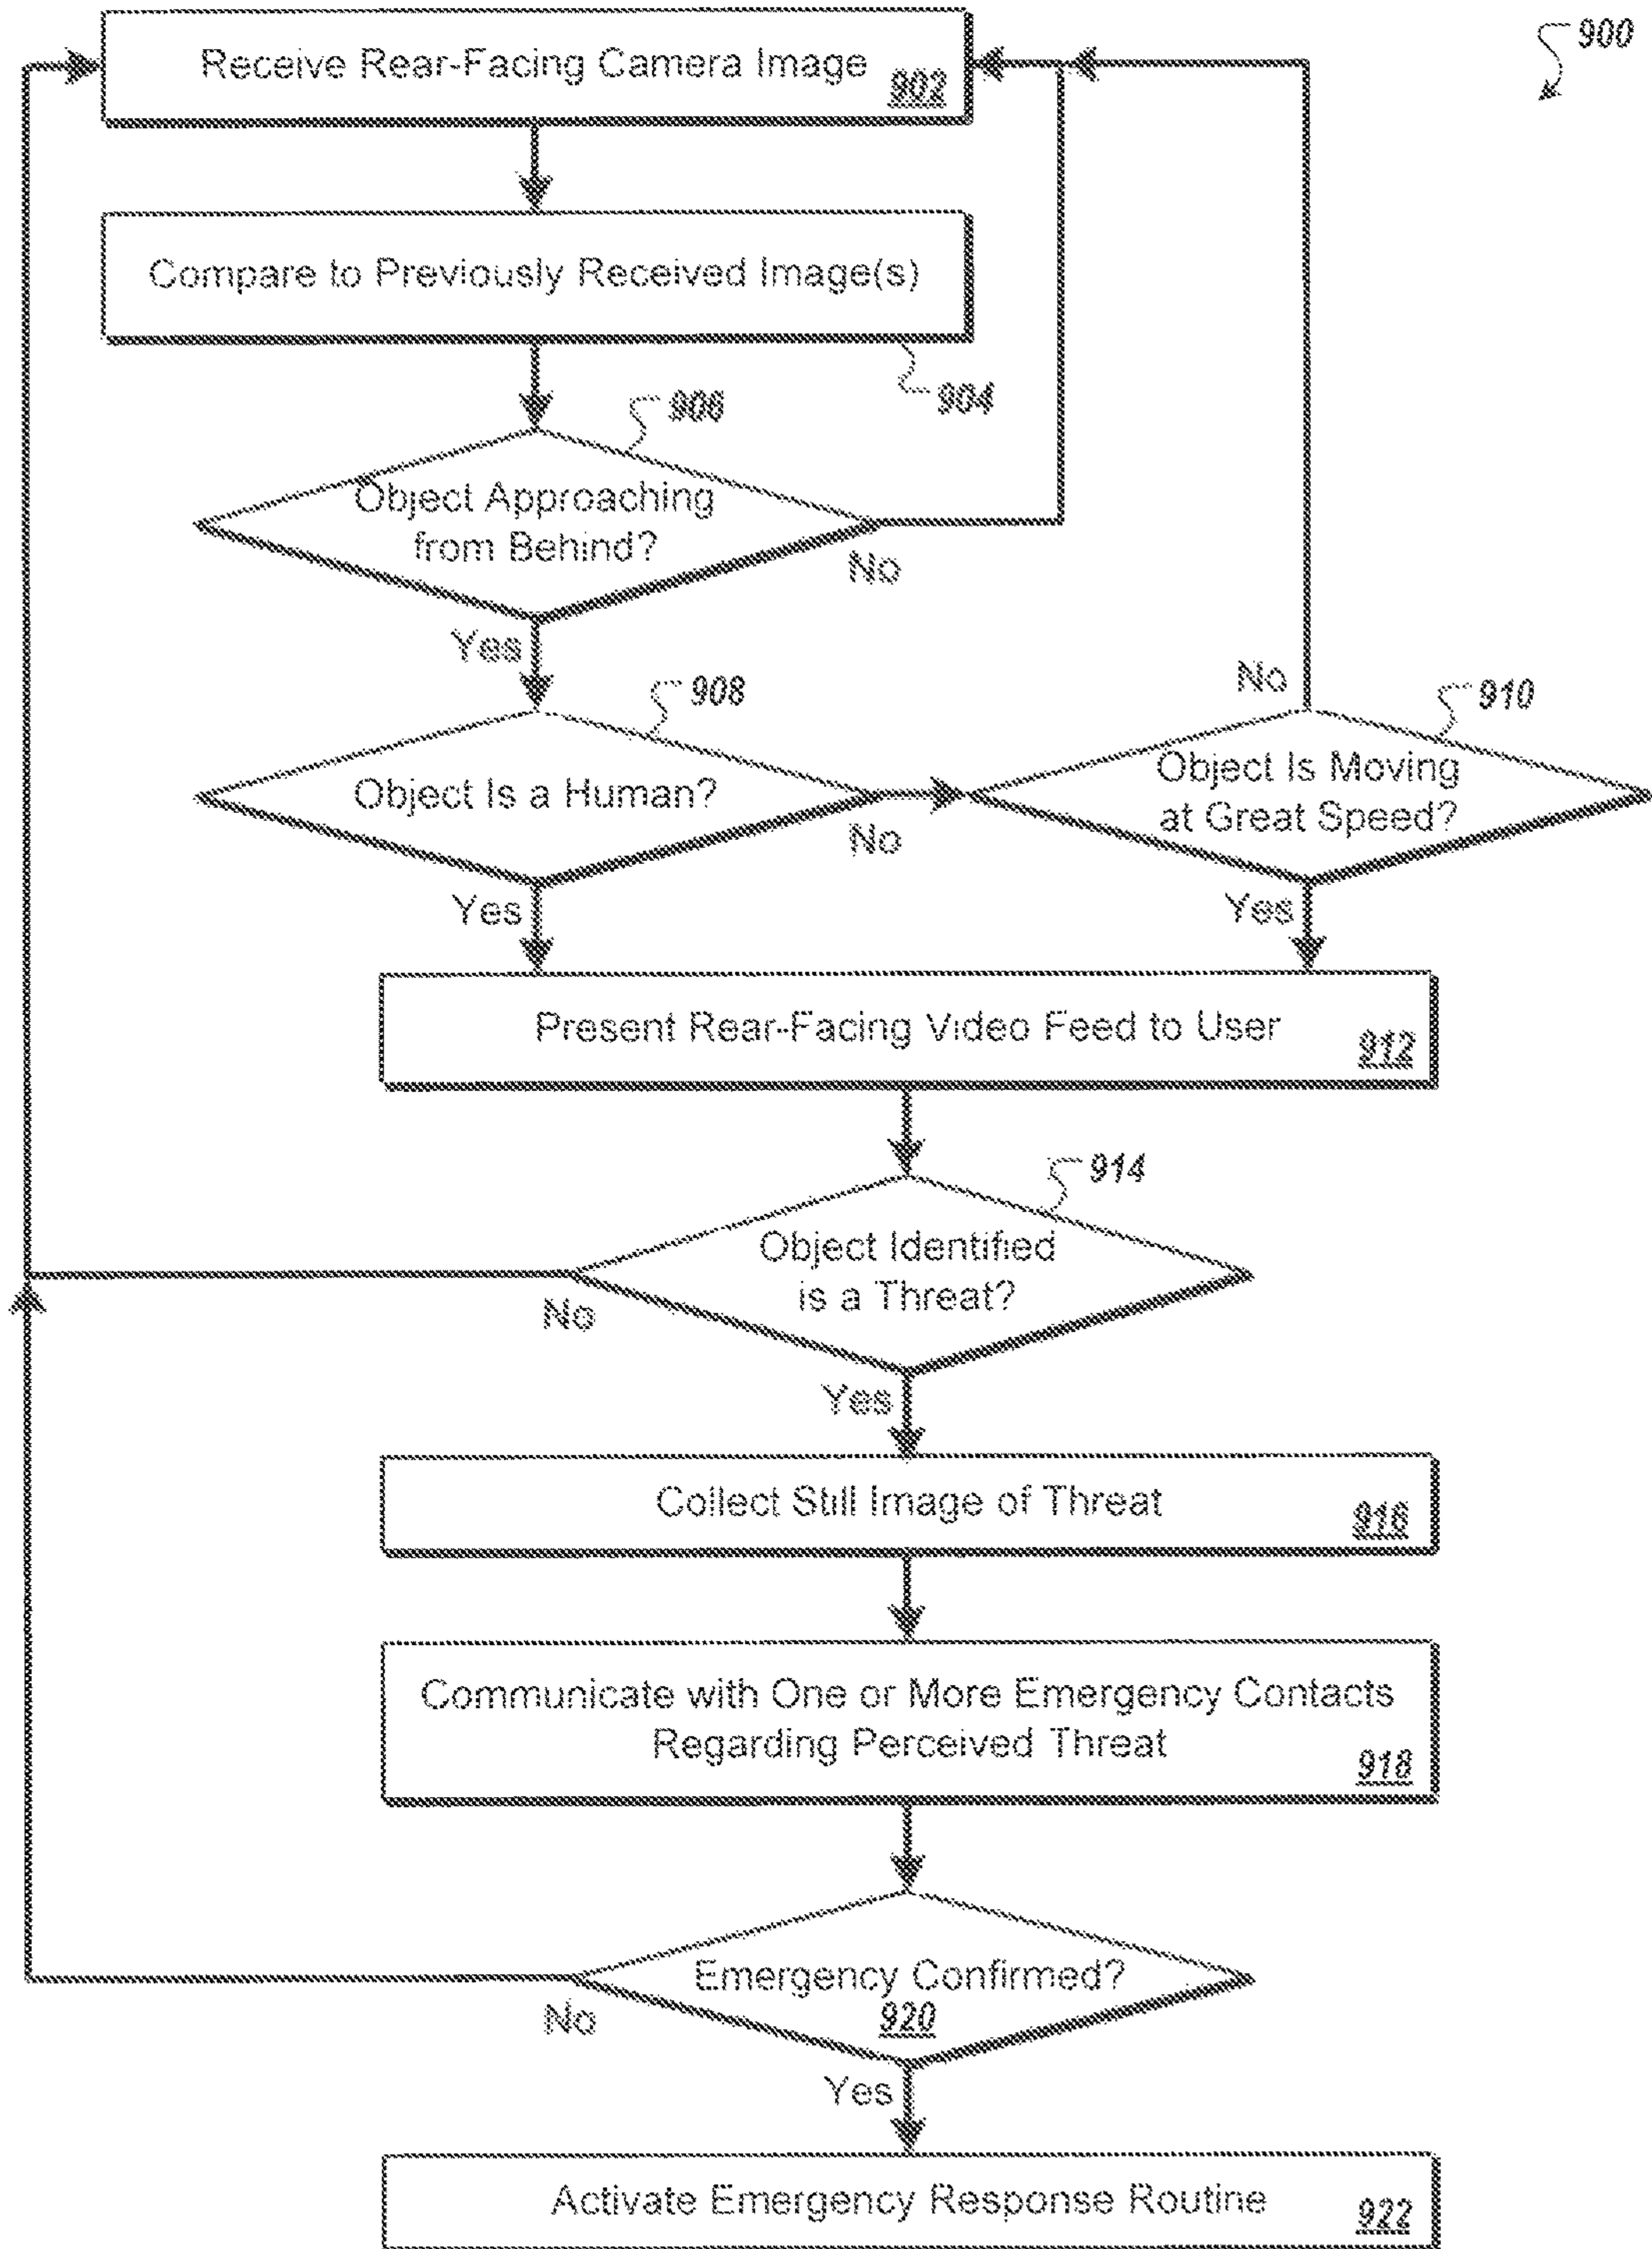 900
Receive Rear-Facing Camera Image
902
Compare to Previously Received Image(s)
904
906
Object Approaching
from Behind?
No
Yes
908
Object Is a Human?
No
Yes
No
910
Object Is Moving
at Great Speed?
Yes
Present Rear-Facing Video Feed to User
912
914
Object Identified
is a Threat?
No
Yes
Collect Still Image of Threat
916
Communicate with One or More Emergency Contacts
Regarding Perceived Threat
918
Emergency Confirmed?
920
No
Yes
Activate Emergency Response Routine
922